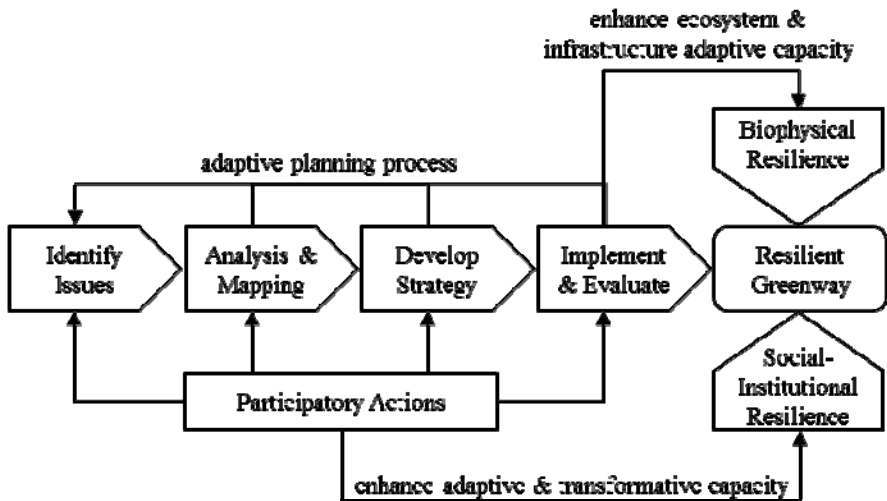 enhance ecosystem &
infrastructure adaptive capacity
Biophysical
Resilience
adaptive planning process
Identify
Issues
Analysis &
Mapping
Develop
Strategy
Implement
& Evaluate
Resilient
Greenway
Participatory Actions
Social-
Institutional
Resilience
enhance adaptive & transformative capacity